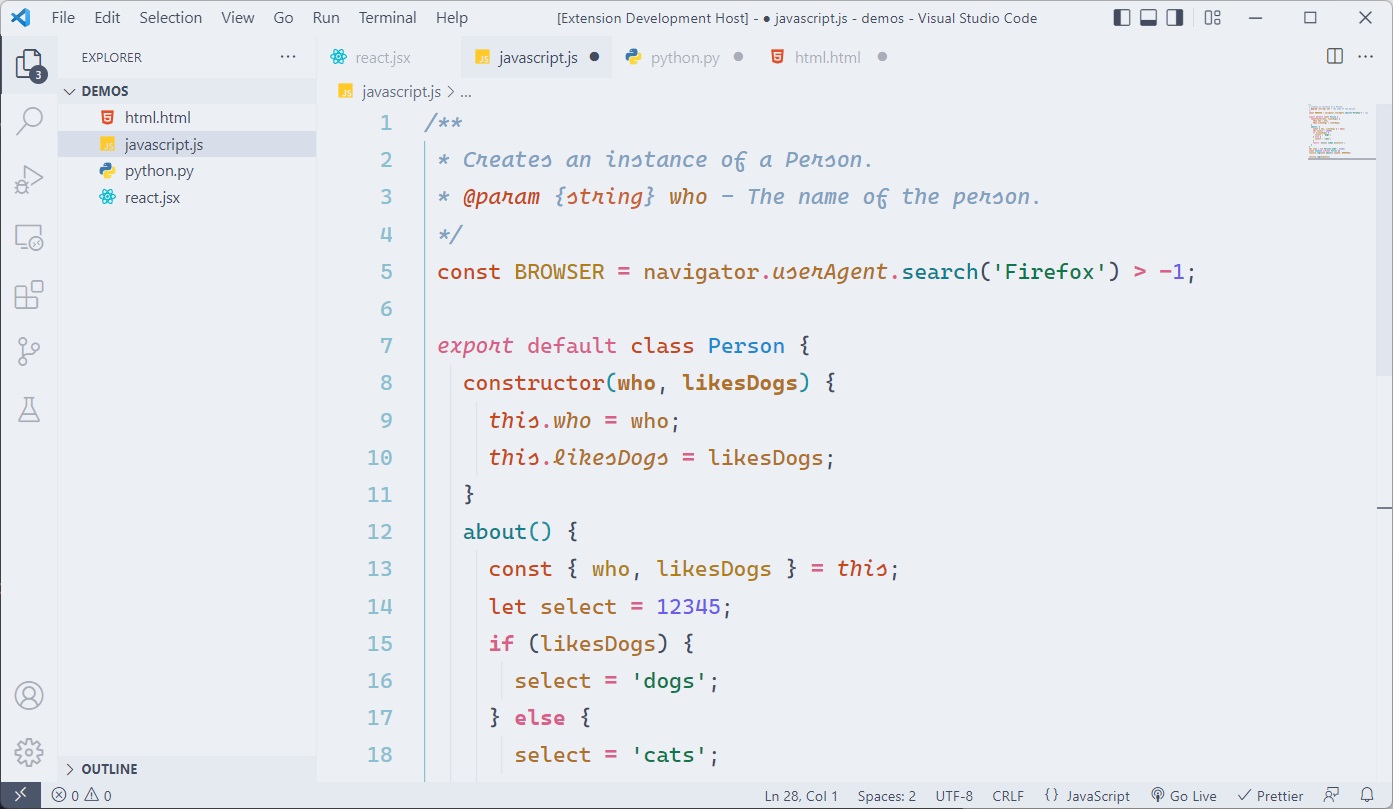 File Edit Selection View Go Run Terminal Help [Extension Development Host] - ● javascript.js - demos - Visual Studio Code
EXPLORER
react.jsx javascript.js python.py html.html
3
DEMOS
html.html
javascript.js
python.py
react.jsx
OUTLINE
javascript.js > ...
1 /**
2 * Creates an instance of a Person.
3 * @param {string} who - The name of the person.
4 */
5 const BROWSER = navigator.userAgent.search('Firefox') > -1;
6
7 export default class Person {
8 constructor(who, likesDogs) {
9 this.who = who;
10 this.likesDogs = likesDogs;
11 }
12 about() {
13 const { who, likesDogs } = this;
14 let select = 12345;
15 if (likesDogs) {
16 select = 'dogs';
17 } else {
18 select = 'cats';
0 0 Ln 28, Col 1 Spaces: 2 UTF-8 CRLF {} JavaScript Go Live Prettier